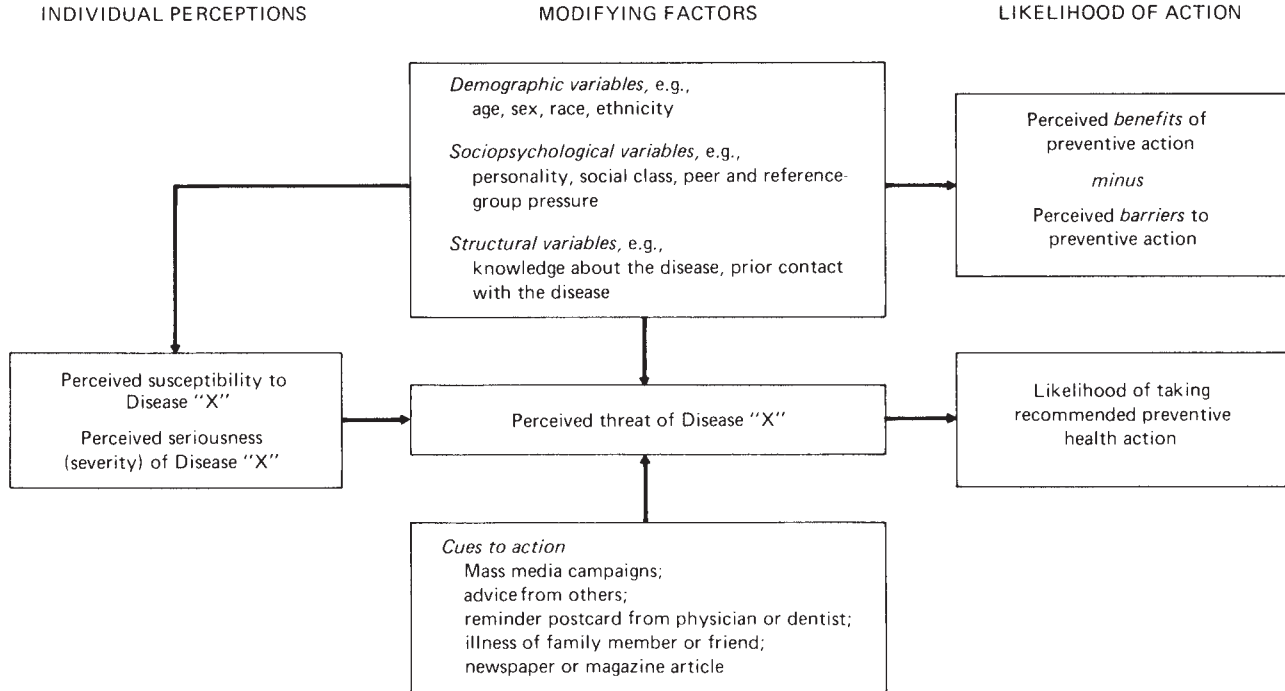 INDIVIDUAL PERCEPTIONS
MODIFYING FACTORS
LIKELIHOOD OF ACTION
Demographic variables, e.g.,
age, sex, race, ethnicity
Sociopsychological variables, e.g.,
personality, social class, peer and reference-
group pressure
Structural variables, e.g.,
knowledge about the disease, prior contact
with the disease
Perceived benefits of
preventive action
minus
Perceived barriers to
preventive action
Perceived susceptibility to
Disease "X"
Perceived seriousness
(severity) of Disease "X"
Perceived threat of Disease "X"
Likelihood of taking
recommended preventive
health action
Cues to action
Mass media campaigns;
advice from others;
reminder postcard from physician or dentist;
illness of family member or friend;
newspaper or magazine article